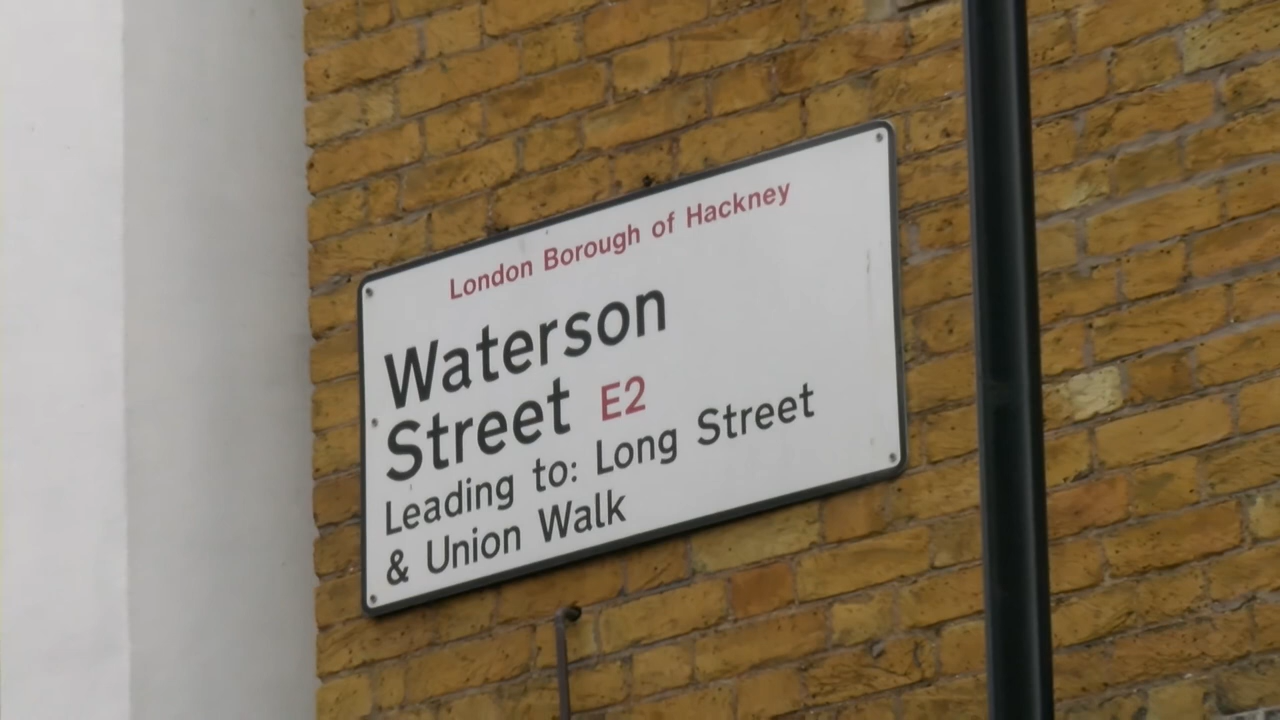 London Borough of Hackney
Waterson
Street E2
Leading to: Long Street
& Union Walk